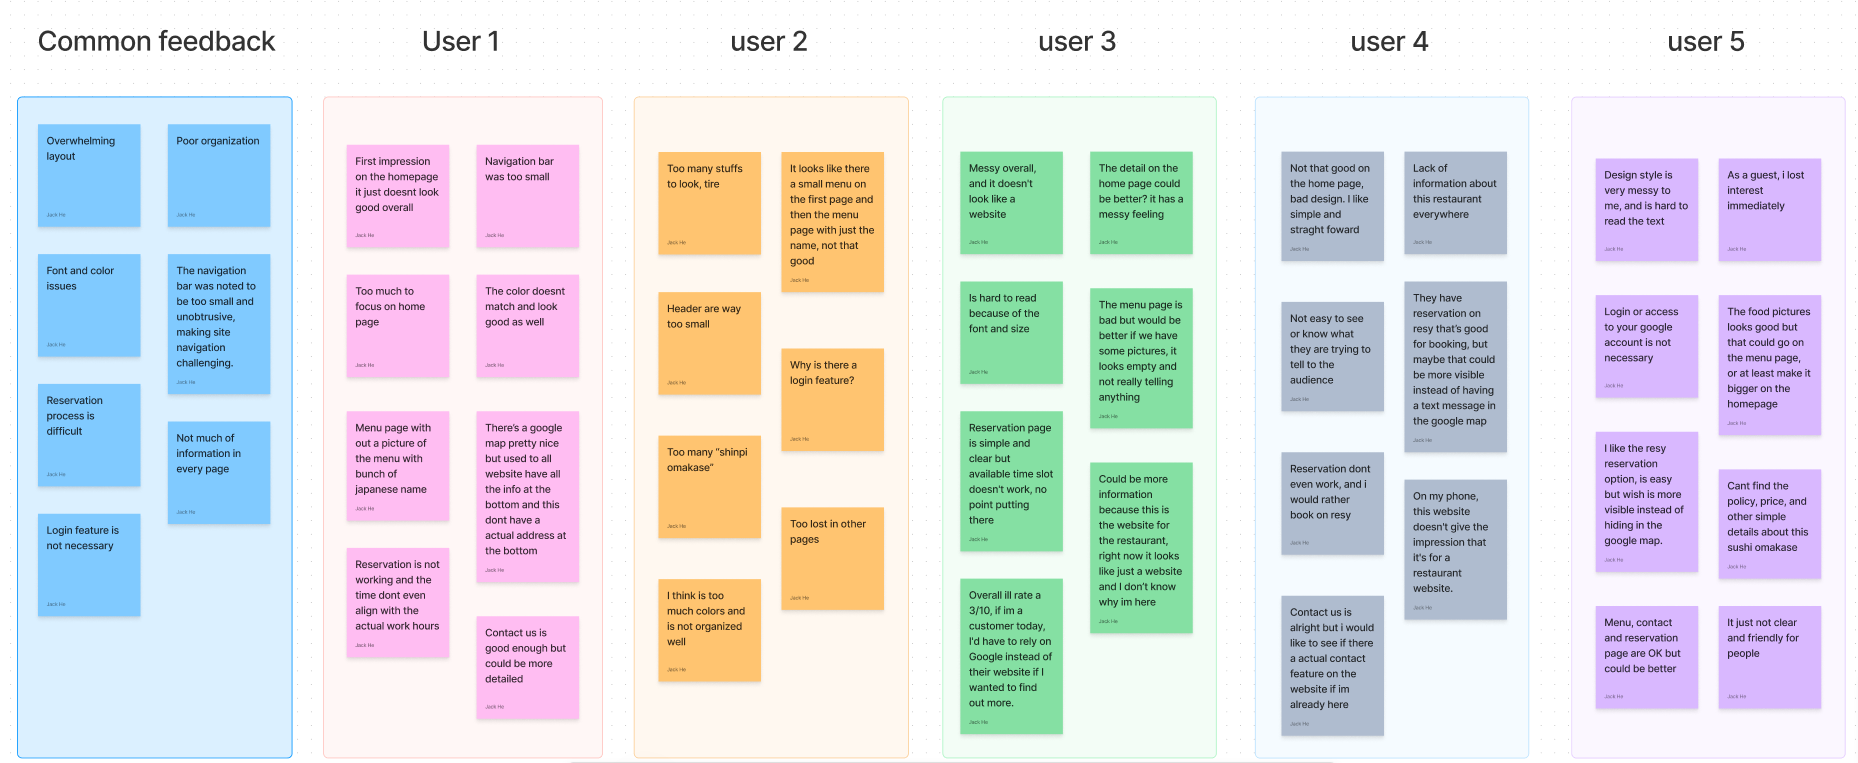 Common feedback
Overwhelming
layout
Jack He
Poor organization
Jack He
Font and color
issues
Jack He
The navigation
bar was noted to
be too small and
unobtrusive,
making site
navigation
challenging.
Jack He
Reservation
process is
difficult
Jack He
Not much of
information in
every page
Jack He
Login feature is
not necessary
Jack He
User 1
First impression
on the homepage
it just doesnt look
good overall
Jack He
Navigation bar
was too small
Jack He
Too much to
focus on home
page
Jack He
The color doesnt
match and look
good as well
Jack He
Menu page with
out a picture of
the menu with
bunch of
japanese name
Jack He
There's a google
map pretty nice
but used to all
website have all
the info at the
bottom and this
dont have a
actual address at
the bottom
Jack He
Reservation is not
working and the
time dont even
align with the
actual work hours
Jack He
Contact us is
good enough but
could be more
detailed
Jack He
user 2
Too many stuffs
to look, tire
Jack He
It looks like there
a small menu on
the first page and
then the menu
page with just the
name, not that
good
Jack He
Header are way
too small
Jack He
Why is there a
login feature?
Jack He
Too many "shinpi
omakase"
Jack He
Too lost in other
pages
Jack He
I think is too
much colors and
is not organized
well
Jack He
user 3
Messy overall,
and it doesn't
look like a
website
Jack He
The detail on the
home page could
be better? it has a
messy feeling
Jack He
Is hard to read
because of the
font and size
Jack He
The menu page is
bad but would be
better if we have
some pictures, it
looks empty and
not really telling
anything
Jack He
Reservation page
is simple and
clear but
available time slot
doesn't work, no
point putting
there
Jack He
Could be more
information
because this is
the website for
the restaurant,
right now it looks
like just a website
and I don't know
why im here
Jack He
Overall ill rate a
3/10, if im a
customer today,
I'd have to rely on
Google instead of
their website if I
wanted to find
out more.
Jack He
user 4
Not that good on
the home page,
bad design. I like
simple and
straght foward
Jack He
Lack of
information about
this restaurant
everywhere
Jack He
Not easy to see
or know what
they are trying to
tell to the
audience
Jack He
They have
reservation on
resy that's good
for booking, but
maybe that could
be more visible
instead of having
a text message in
the google map
Jack He
Reservation dont
even work, and i
would rather
book on resy
Jack He
On my phone,
this website
doesn't give the
impression that
it's for a
restaurant
website.
Jack He
Contact us is
alright but i would
like to see if there
a actual contact
feature on the
website if im
already here
Jack He
user 5
Design style is
very messy to
me, and is hard to
read the text
Jack He
As a guest, i lost
interest
immediately
Jack He
Login or access
to your google
account is not
necessary
Jack He
The food pictures
looks good but
that could go on
the menu page,
or at least make it
bigger on the
homepage
Jack He
I like the resy
reservation
option, is easy
but wish is more
visible instead of
hiding in the
google map.
Jack He
Cant find the
policy, price, and
other simple
details about this
sushi omakase
Jack He
Menu, contact
and reservation
page are OK but
could be better
Jack He
It just not clear
and friendly for
people
Jack He